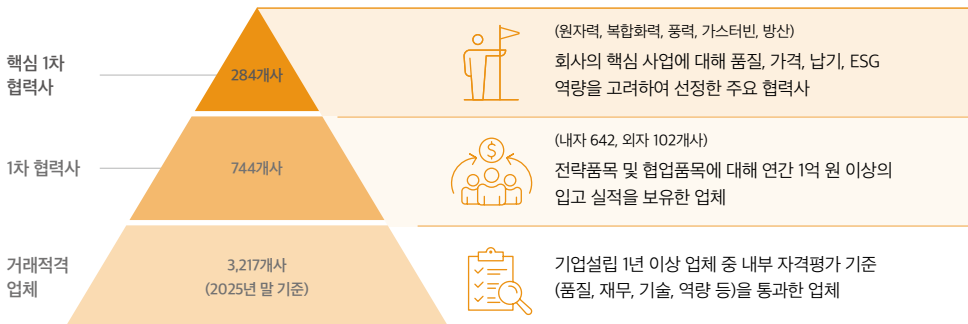 핵심 1차
협력사
284개사
(원자력, 복합화력, 풍력, 가스터빈, 방산)
회사의 핵심 사업에 대해 품질, 가격, 납기, ESG
역량을 고려하여 선정한 주요 협력사
1차 협력사
744개사
(내자 642, 외자 102개사)
전략품목 및 협업품목에 대해 연간 1억 원 이상의
입고 실적을 보유한 업체
거래적격
업체
3,217개사
(2025년 말 기준)
기업설립 1년 이상 업체 중 내부 자격평가 기준
(품질, 재무, 기술, 역량 등)을 통과한 업체